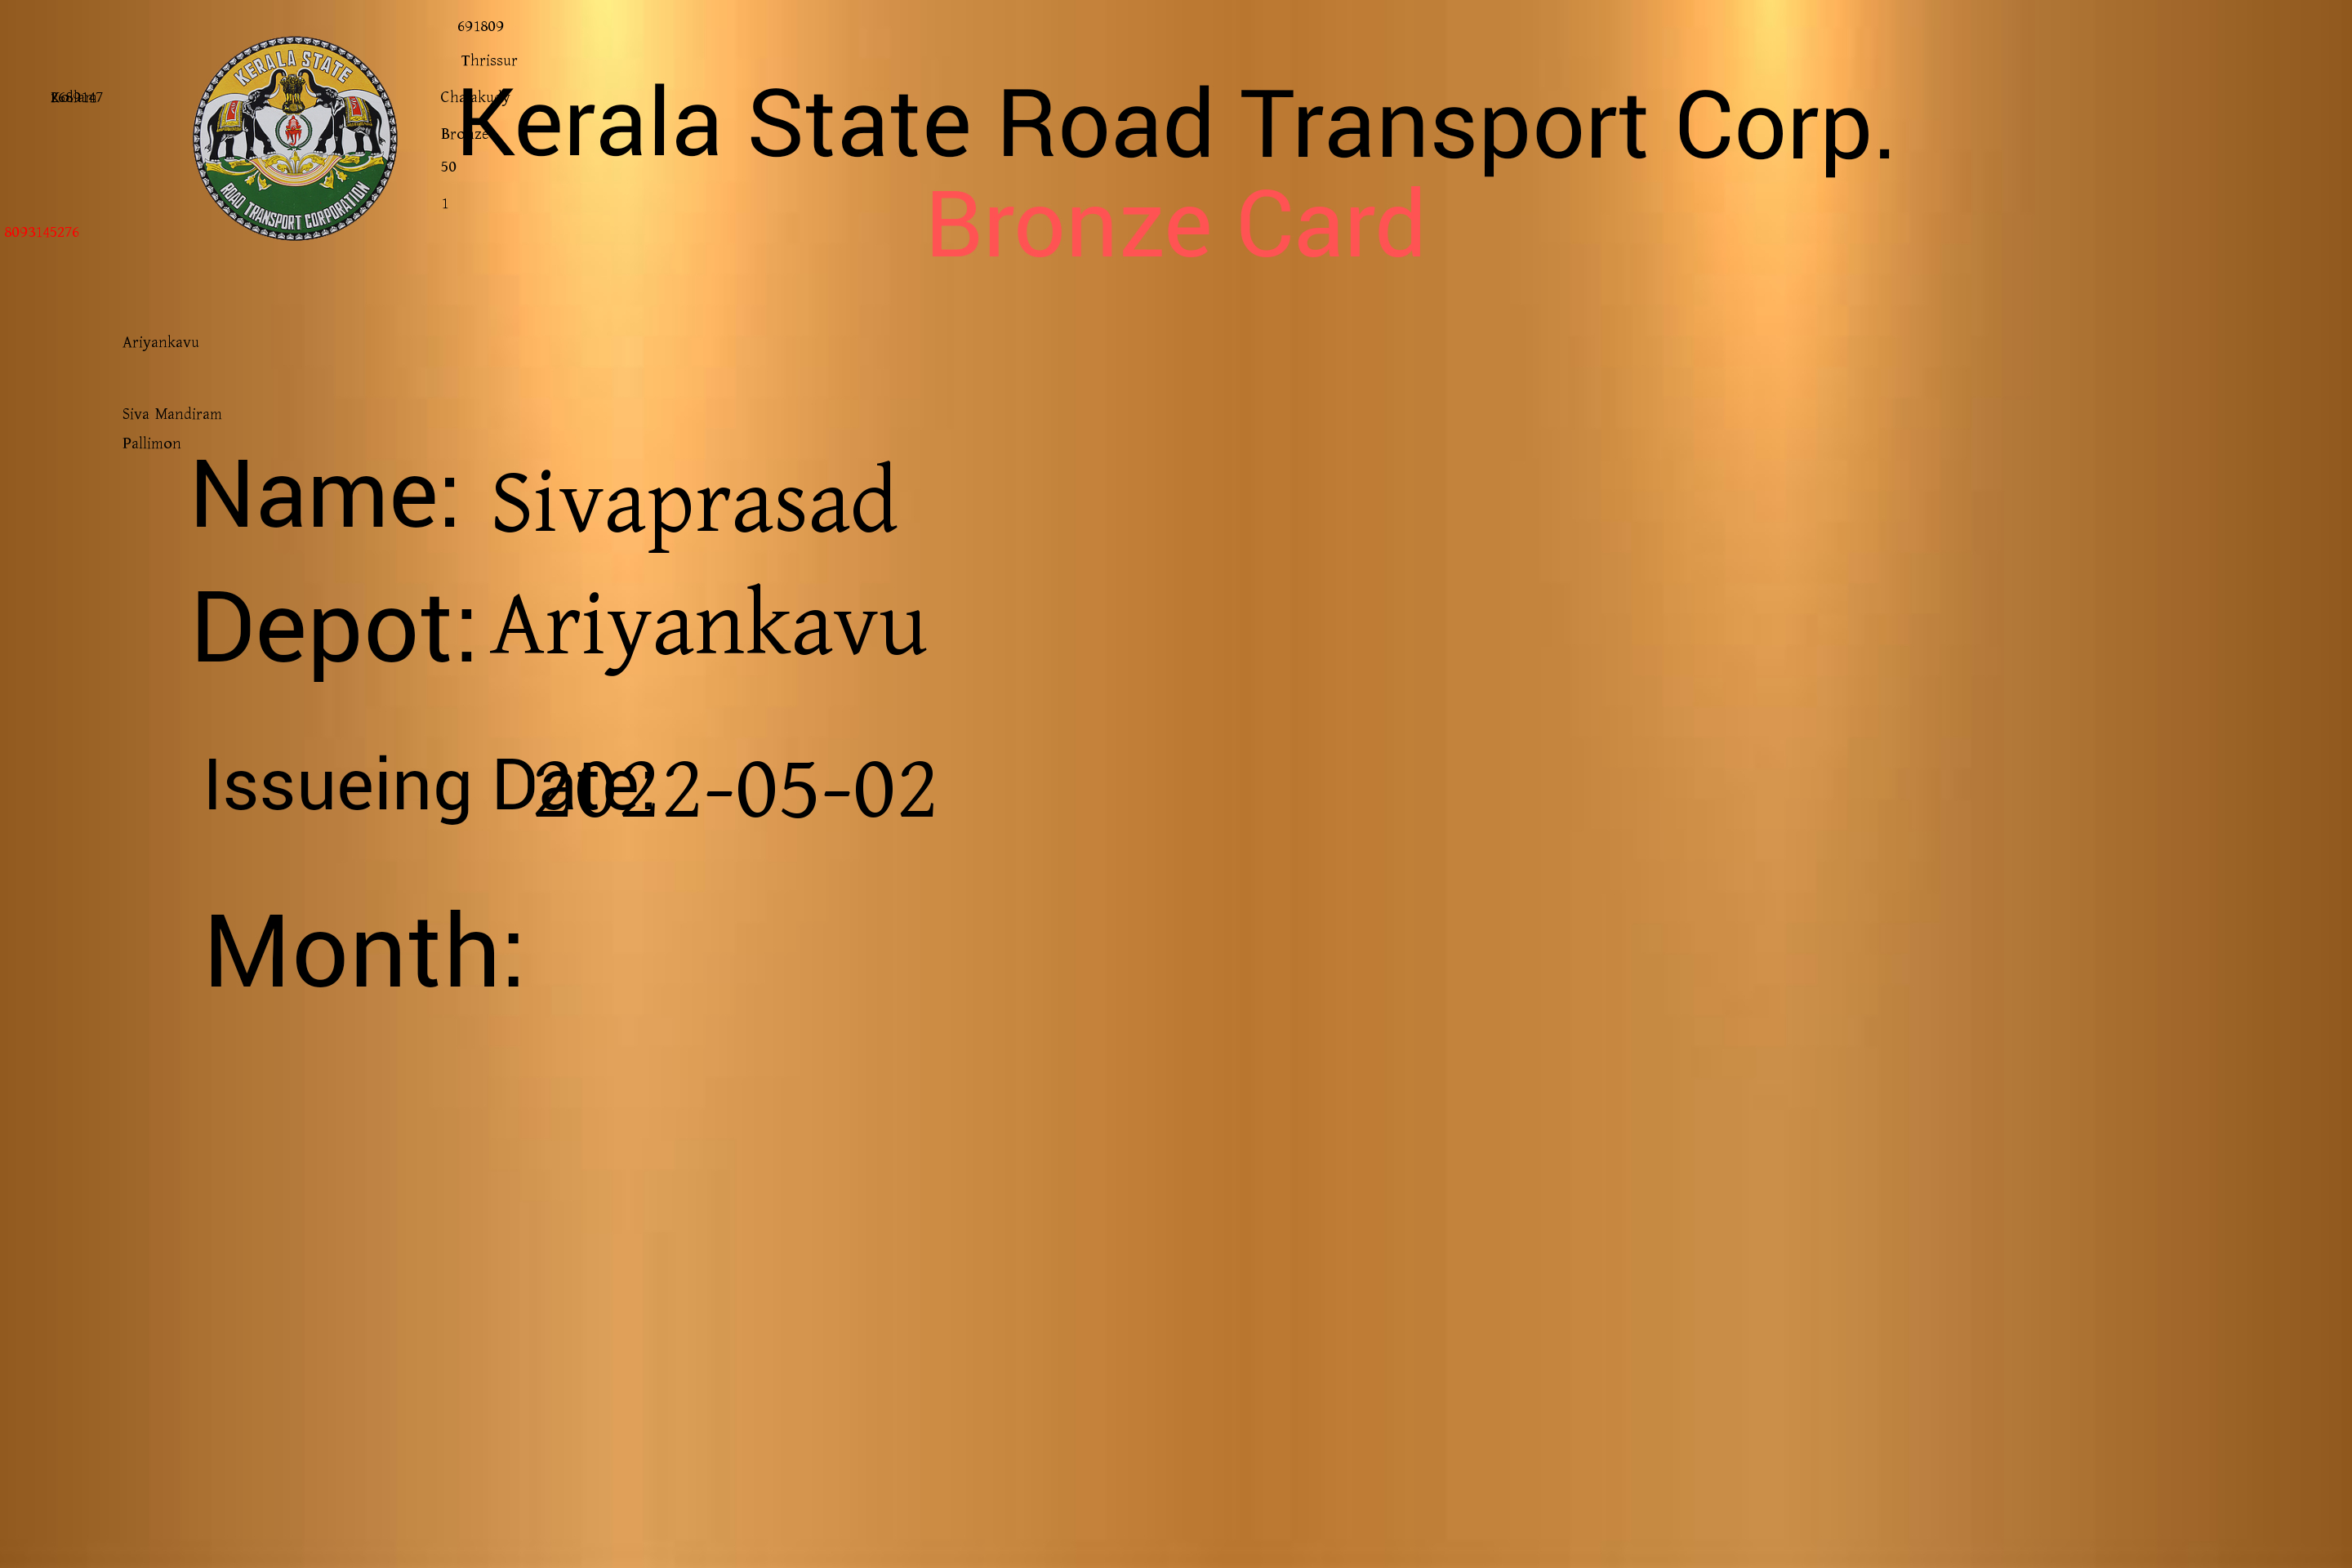 691809
Thrissur
KERALA STATE
ROAD TRANSPORT CORPORATION
Chalakudy
Kerala State Road Transport Corp.
Bronze
50
1
Bronze Card
8093145276
Ariyankavu
Siva Mandiram
Pallimon
Name: Sivaprasad
Depot: Ariyankavu
Issueing Date: 2022-05-02
Month: